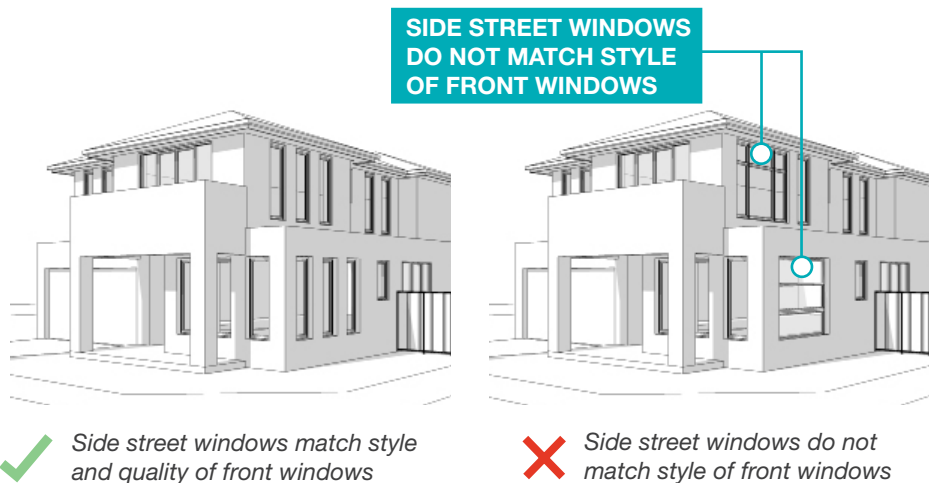 SIDE STREET WINDOWS
DO NOT MATCH STYLE
OF FRONT WINDOWS
Side street windows match style
and quality of front windows
Side street windows do not
match style of front windows